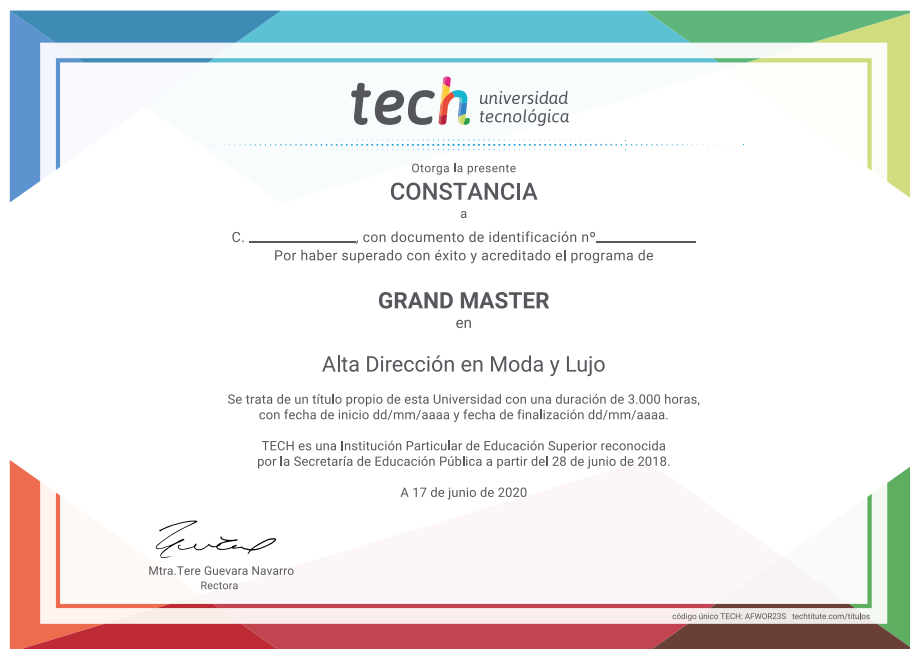 tech universidad
tecnológica
Otorga la presente
CONSTANCIA
a
C. ____________, con documento de identificación nº____________
Por haber superado con éxito y acreditado el programa de
GRAND MASTER
en
Alta Dirección en Moda y Lujo
Se trata de un título propio de esta Universidad con una duración de 3.000 horas,
con fecha de inicio dd/mm/aaaa y fecha de finalización dd/mm/aaaa.
TECH es una Institución Particular de Educación Superior reconocida
por la Secretaría de Educación Pública a partir del 28 de junio de 2018.
A 17 de junio de 2020
Mtra.Tere Guevara Navarro
Rectora
código único TECH: AFWOR23S techtitute.com/titulos